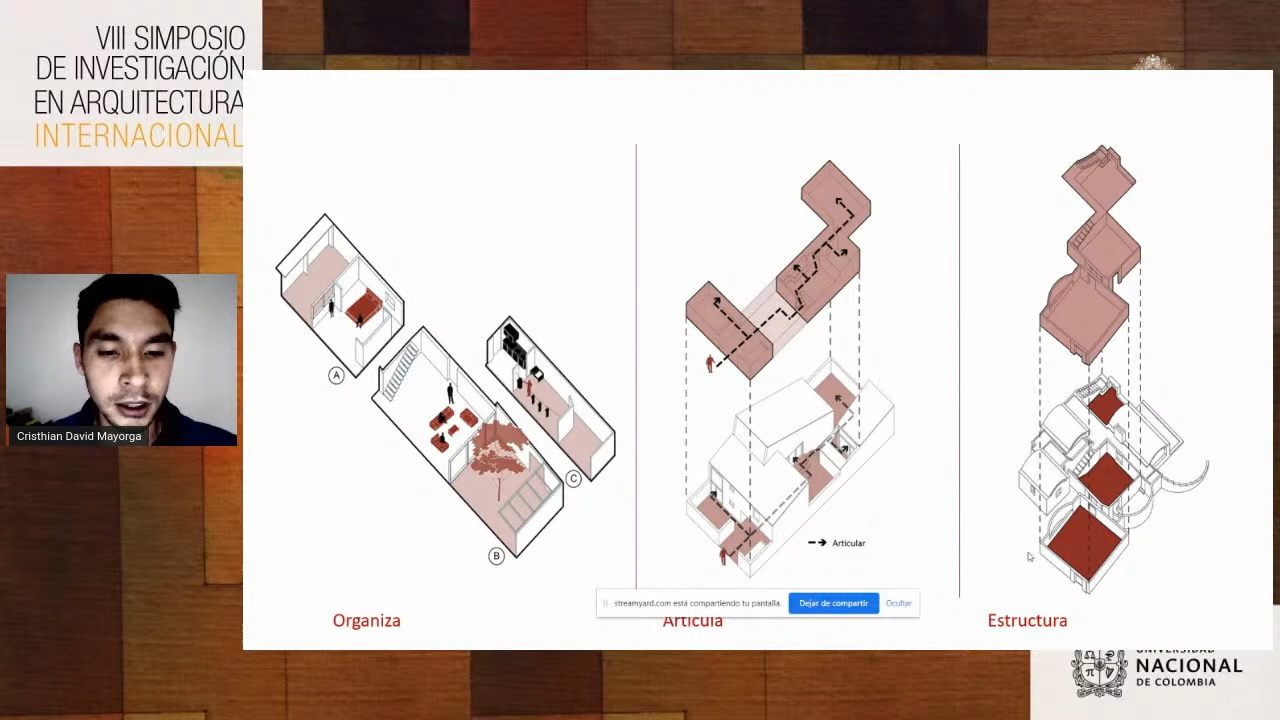 VIII SIMPOSIO
DE INVESTIGACIÓN
EN ARQUITECTURA
INTERNACIONAL
Cristhian David Mayorga
A
B
C
Articular
streamyard.com está compartiendo tu pantalla.
Dejar de compartir
Ocultar
Organiza
Articula
Estructura
UNIVERSIDAD
NACIONAL
DE COLOMBIA